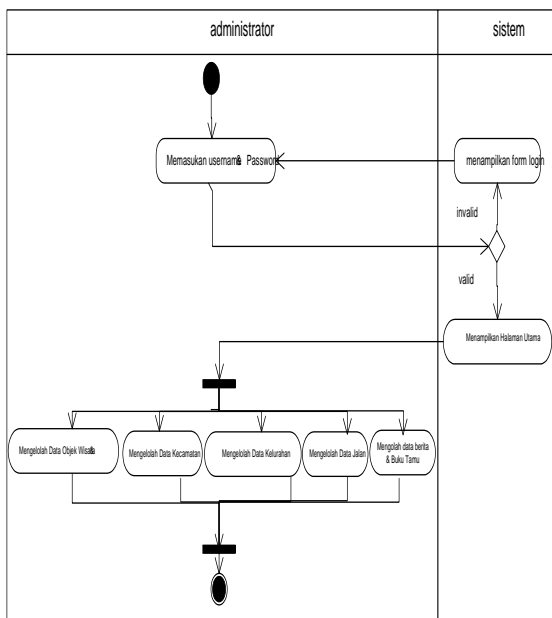 administrator
sistem
Memasukan username& Password
menampilkan form login
invalid
valid
Menampilkan Halaman Utama
Mengelolah Data Objek Wisata&
Mengelolah Data Kecamatan
Mengelolah Data Kelurahan
Mengelolah Data Jalan
Mengolah data berita
& Buku Tamu